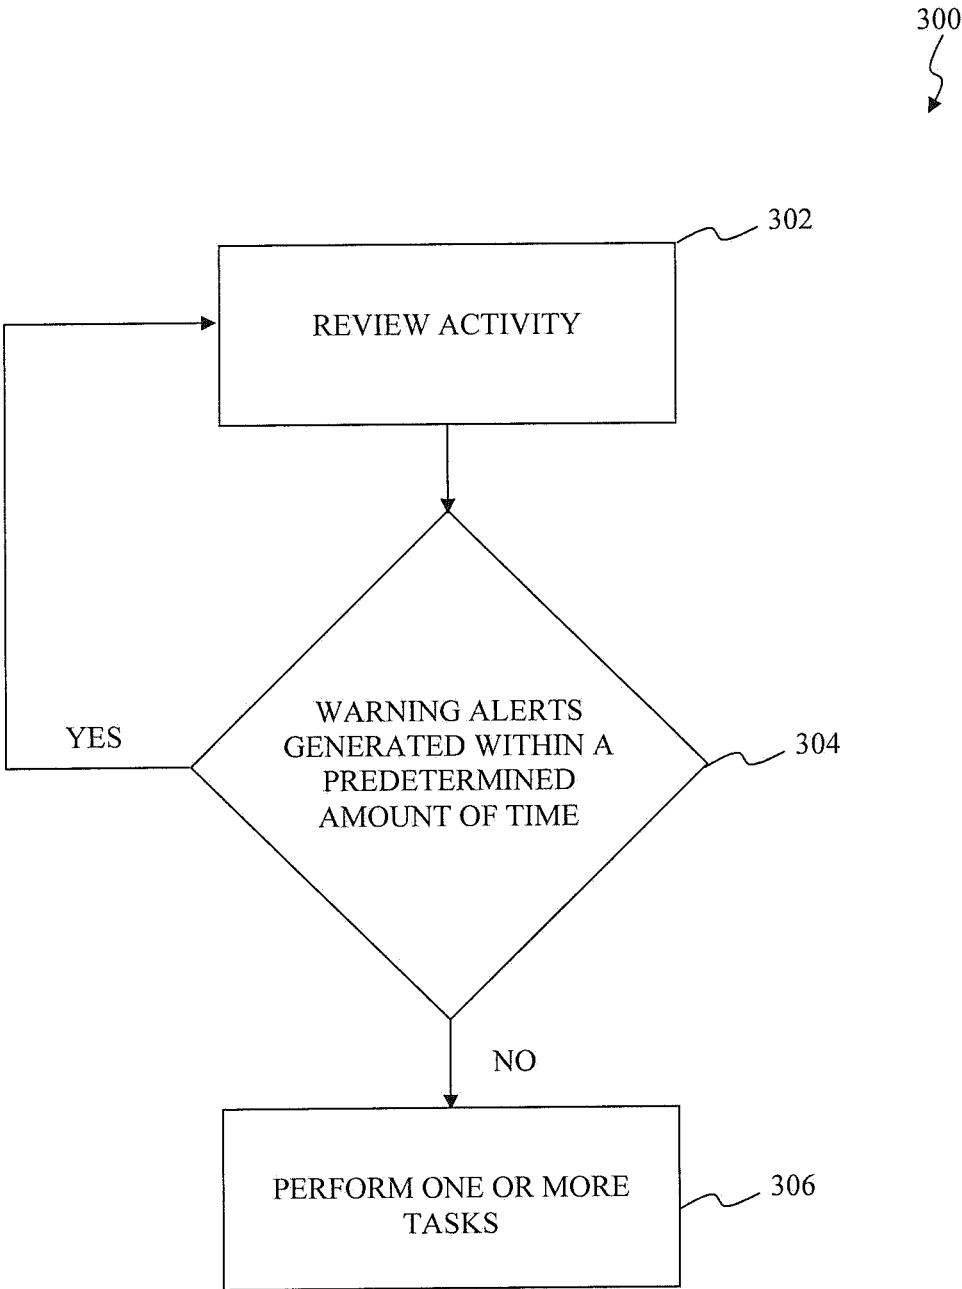 300
302
REVIEW ACTIVITY
WARNING ALERTS
GENERATED WITHIN A
PREDETERMINED
AMOUNT OF TIME
YES
304
NO
PERFORM ONE OR MORE
TASKS
306